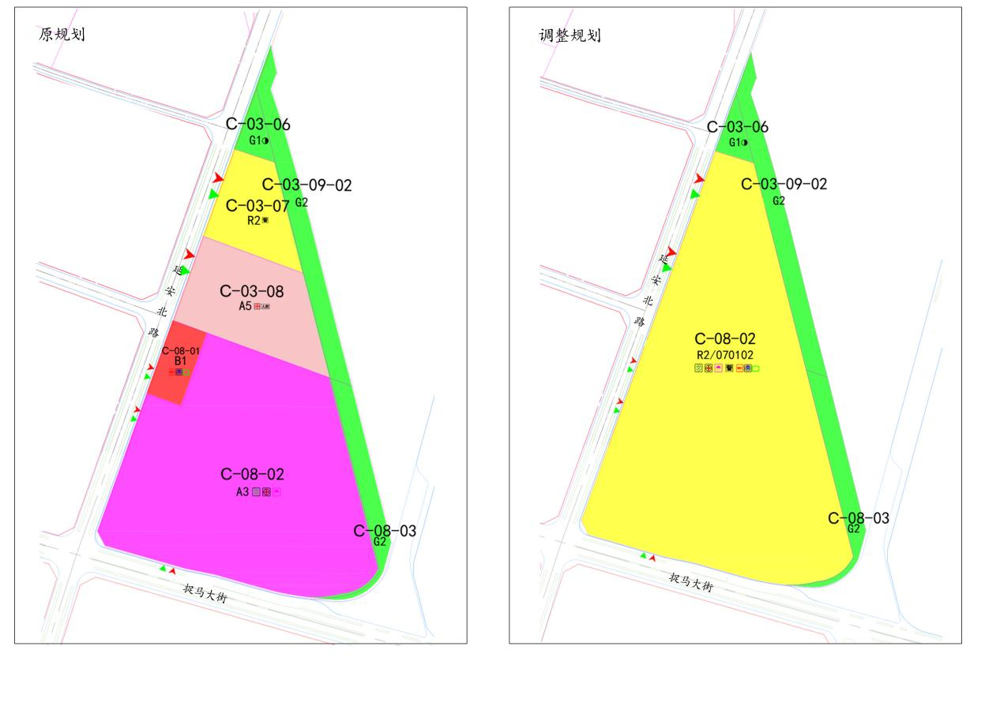 原规划
C-03-06
G1
C-03-09-02
G2
C-03-07
R2
延安北路
C-03-08
A5
C-08-01
B1
C-08-02
A3
C-08-03
G2
捉马大街
调整规划
C-03-06
G1
C-03-09-02
G2
延安北路
C-08-02
R2/070102
C-08-03
G2
捉马大街